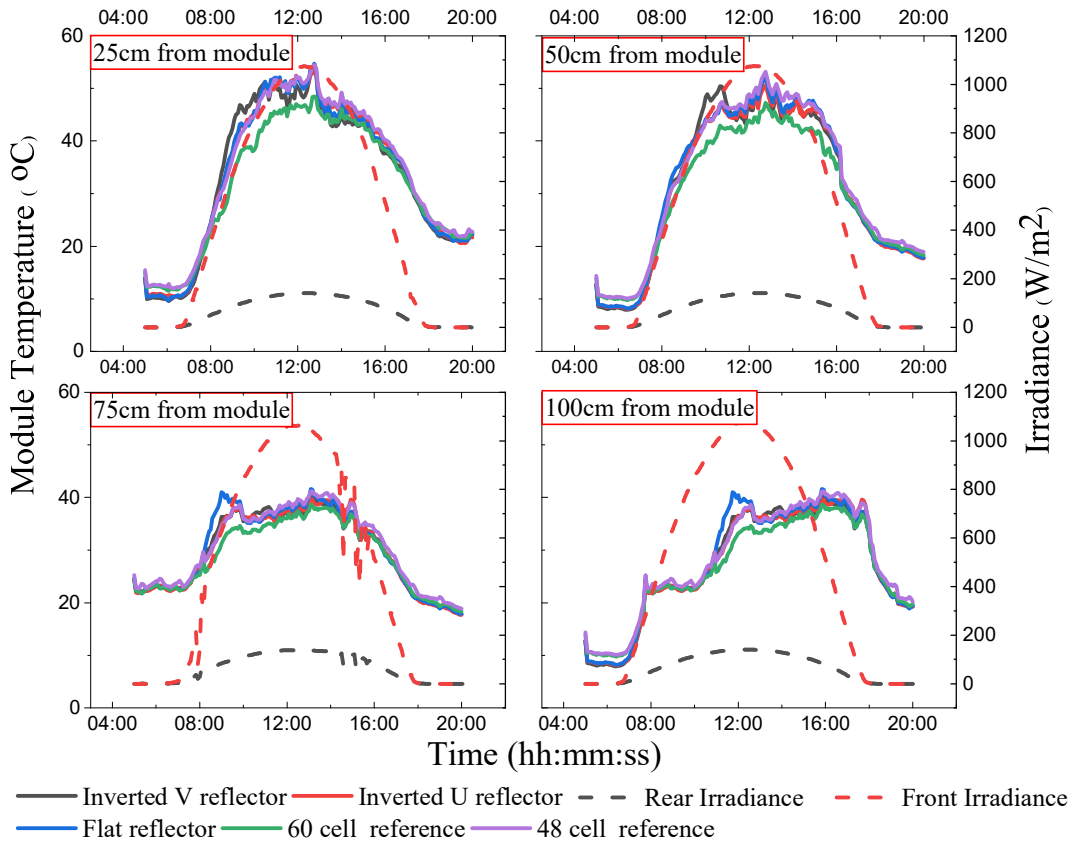 04:00 08:00 12:00 16:00 20:00
04:00 08:00 12:00 16:00 20:00
60
40
20
0
25cm from module
50cm from module
1200
1000
800
600
400
200
0
04:00 08:00 12:00 16:00 20:00
04:00 08:00 12:00 16:00 20:00
60
40
20
0
75cm from module
100cm from module
1200
1000
800
600
400
200
0
04:00 08:00 12:00 16:00 20:00
04:00 08:00 12:00 16:00 20:00
Module Temperature ( oC)
Irradiance (W/m2)
Time (hh:mm:ss)
Inverted V reflector Inverted U reflector Rear Irradiance Front Irradiance
Flat reflector 60 cell reference 48 cell reference